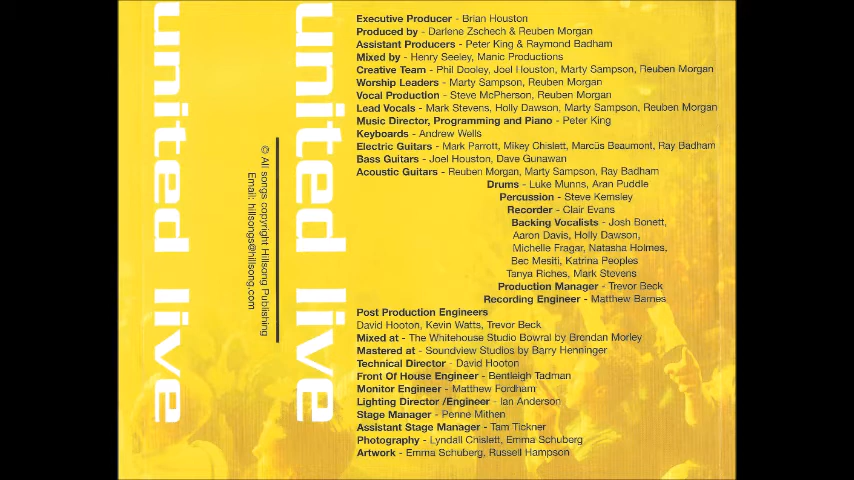 united live
© All songs copyright Hillsong Publishing
Email: hillsongs@hillsong.com
united live
Executive Producer - Brian Houston
Produced by - Darlene Zschech & Reuben Morgan
Assistant Producers - Peter King & Raymond Badham
Mixed by - Henry Seeley, Manic Productions
Creative Team - Phil Dooley, Joel Houston, Marty Sampson, Reuben Morgan
Worship Leaders - Marty Sampson, Reuben Morgan
Vocal Production - Steve McPherson, Reuben Morgan
Lead Vocals - Mark Stevens, Holly Dawson, Marty Sampson, Reuben Morgan
Music Director, Programming and Piano - Peter King
Keyboards - Andrew Wells
Electric Guitars - Mark Parrott, Mikey Chislett, Marcus Beaumont, Ray Badham
Bass Guitars - Joel Houston, Dave Gunawan
Acoustic Guitars - Reuben Morgan, Marty Sampson, Ray Badham
Drums - Luke Munns, Aran Puddle
Percussion - Steve Kemsley
Recorder - Clair Evans
Backing Vocalists - Josh Bonett,
Aaron Davis, Holly Dawson,
Michelle Fragar, Natasha Holmes,
Bec Mesiti, Katrina Peoples
Tanya Riches, Mark Stevens
Production Manager - Trevor Beck
Recording Engineer - Matthew Barnes
Post Production Engineers
David Hooton, Kevin Watts, Trevor Beck
Mixed at - The Whitehouse Studio Bowral by Brendan Morley
Mastered at - Soundview Studios by Barry Henninger
Technical Director - David Hooton
Front Of House Engineer - Bentleigh Tadman
Monitor Engineer - Matthew Fordham
Lighting Director /Engineer - Ian Anderson
Stage Manager - Penne Mithen
Assistant Stage Manager - Tam Tickner
Photography - Lyndall Chislett, Emma Schuberg
Artwork - Emma Schuberg, Russell Hampson